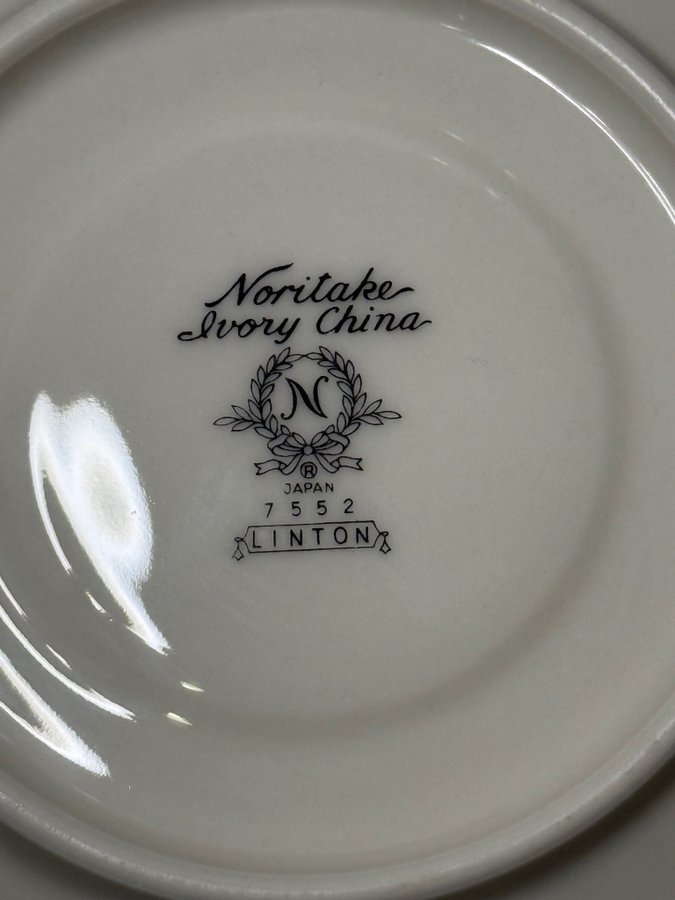 Noritake
Ivory China
N
®
JAPAN
7552
LINTON